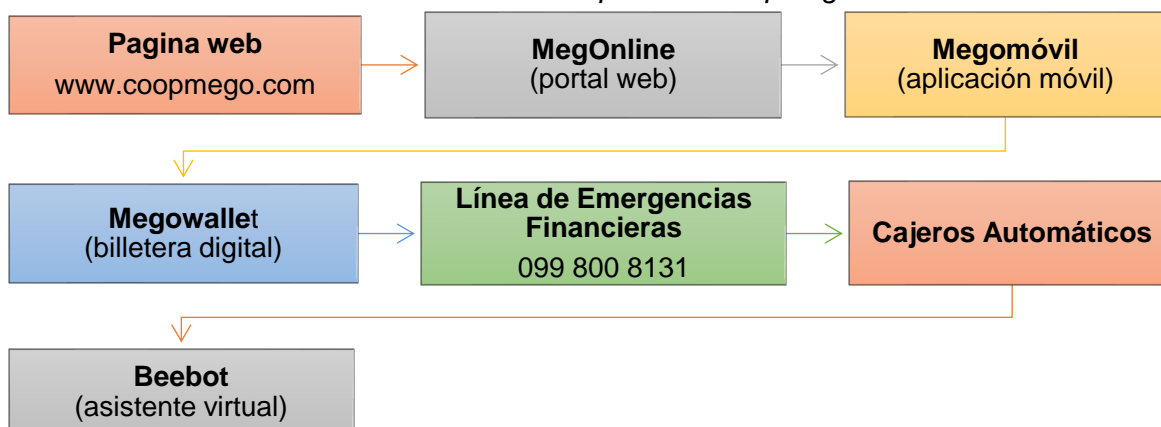 Pagina web
www.coopmego.com
MegOnline
(portal web)
Megomóvil
(aplicación móvil)
Megowallet
(billetera digital)
Línea de Emergencias
Financieras
099 800 8131
Cajeros Automáticos
Beebot
(asistente virtual)